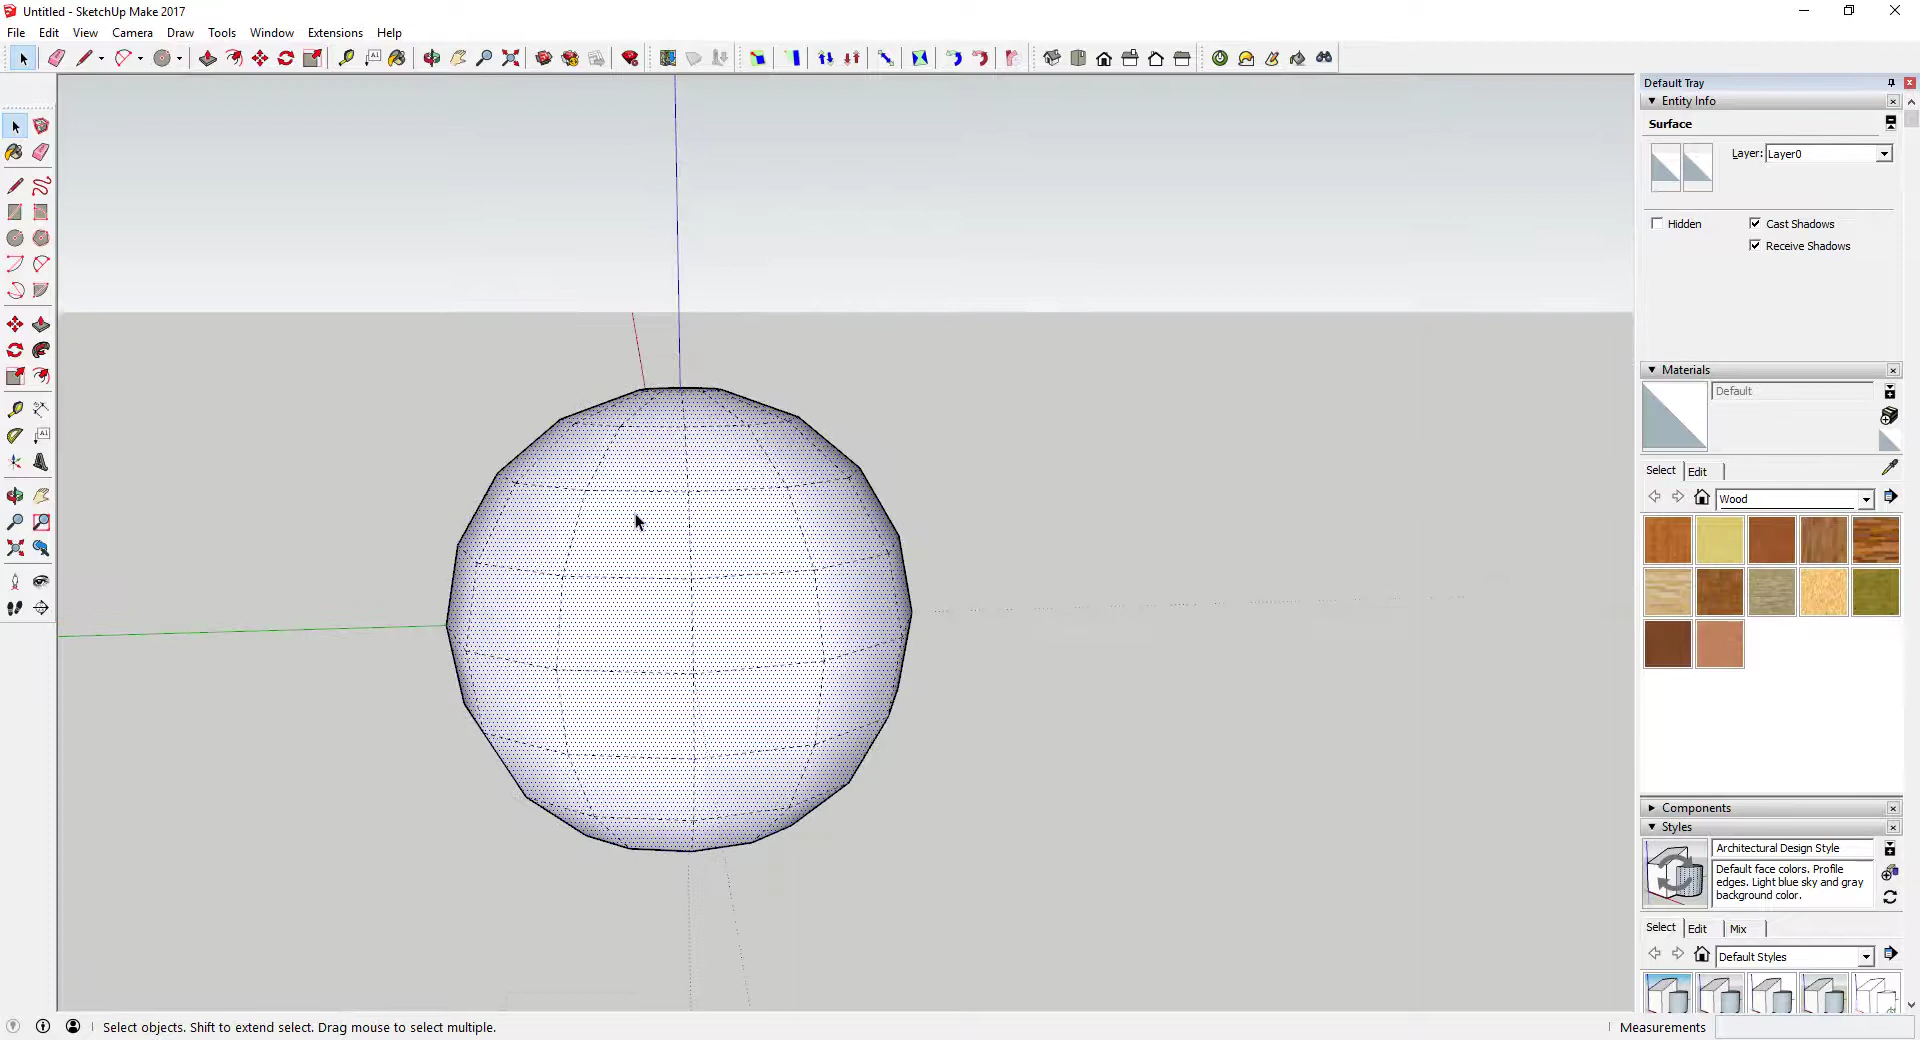 Untitled - SketchUp Make 2017
File Edit View Camera Draw Tools Window Extensions Help
Default Tray
Entity Info
Surface
Layer: Layer0
Hidden Cast Shadows
Receive Shadows
Materials
Default
Select Edit
Wood
Components
Styles
Architectural Design Style
Default face colors. Profile
edges. Light blue sky and gray
background color.
Select Edit Mix
Default Styles
Select objects. Shift to extend select. Drag mouse to select multiple.
Measurements